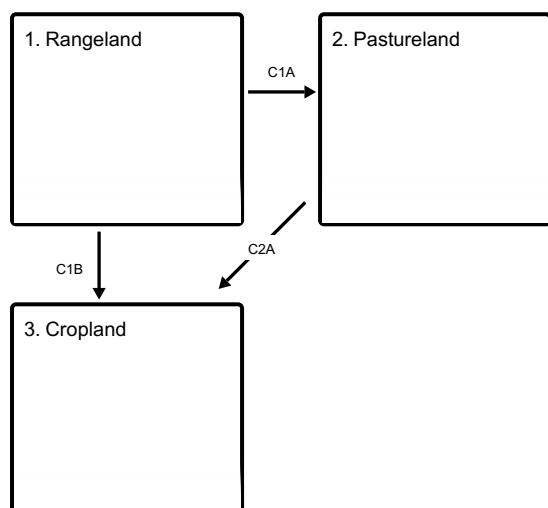 1. Rangeland
2. Pastureland
C1A
C1B
C2A
3. Cropland